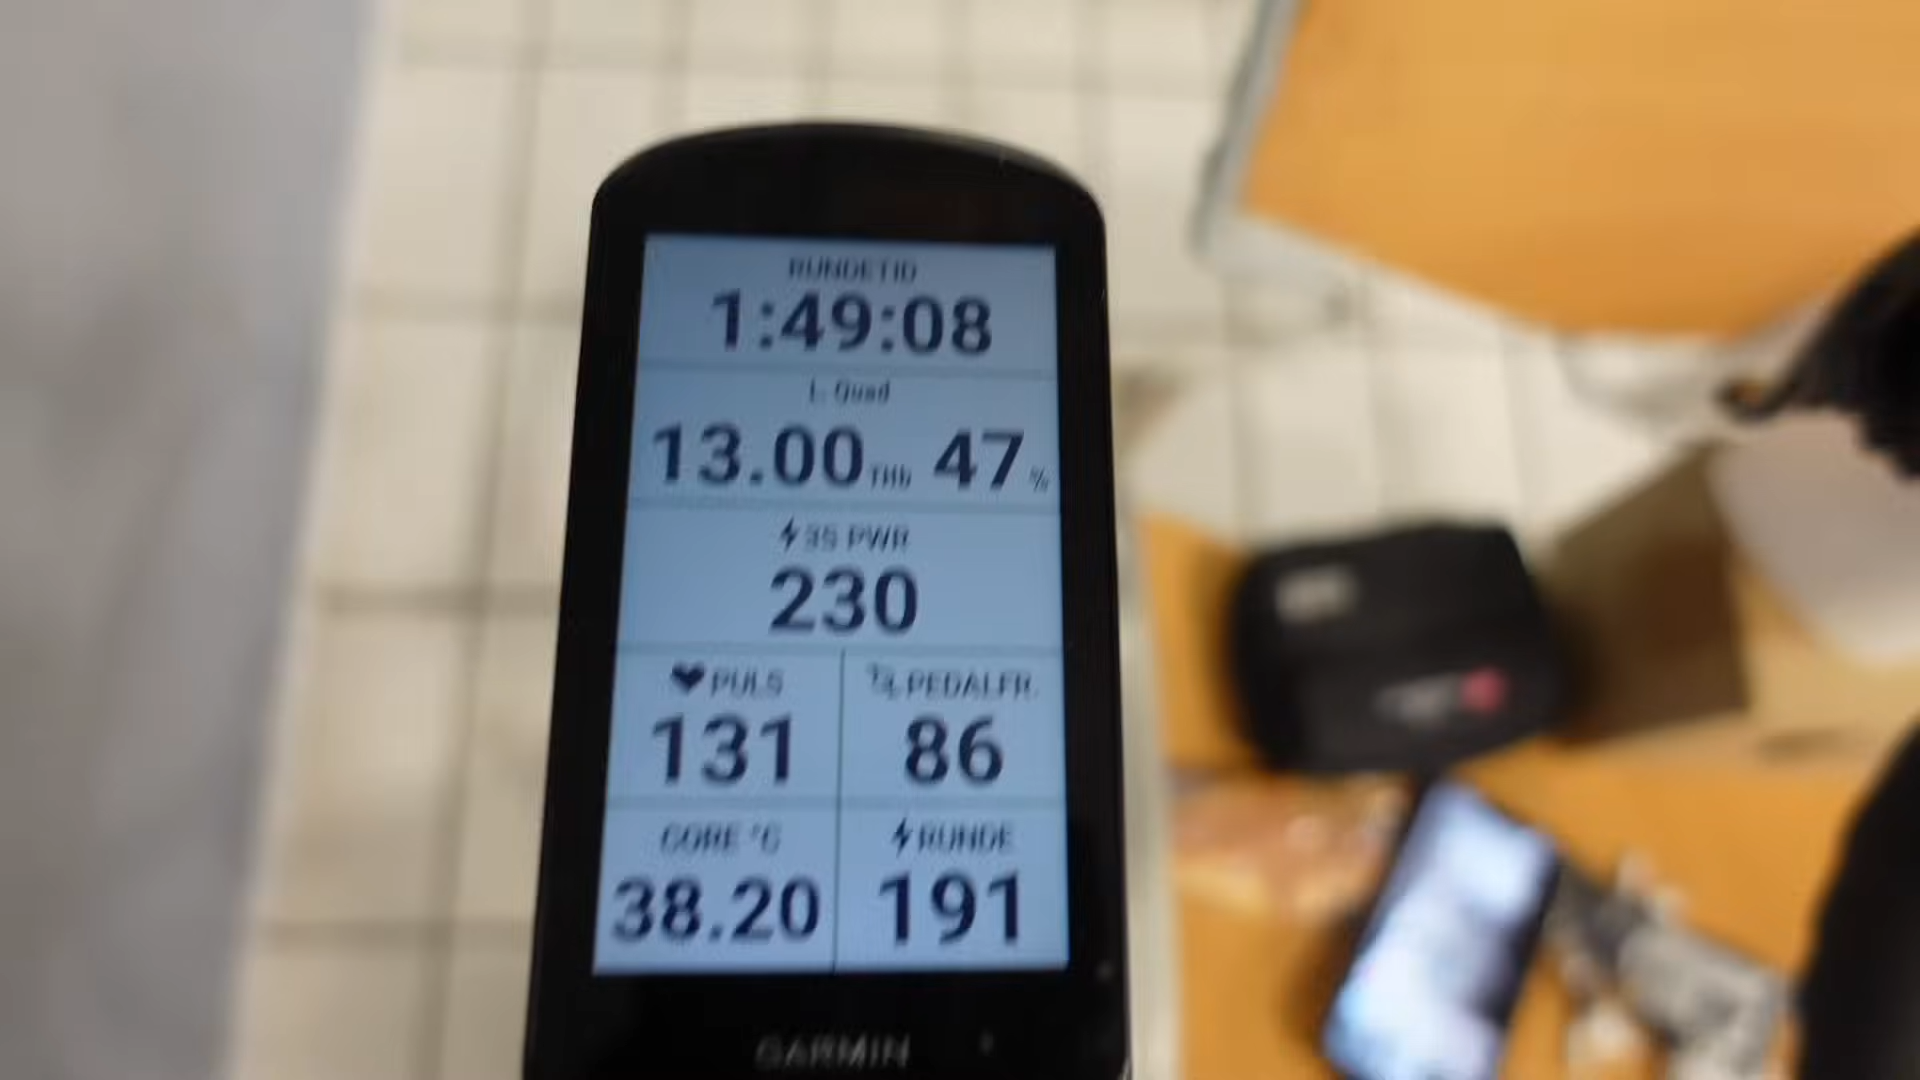 RUNDETID
1:49:08
L. Quad
13.00 THb 47 %
3S PWR
230
PULS PEDALFR.
131 86
CORE °C RUNDE
38.20 191
GARMIN